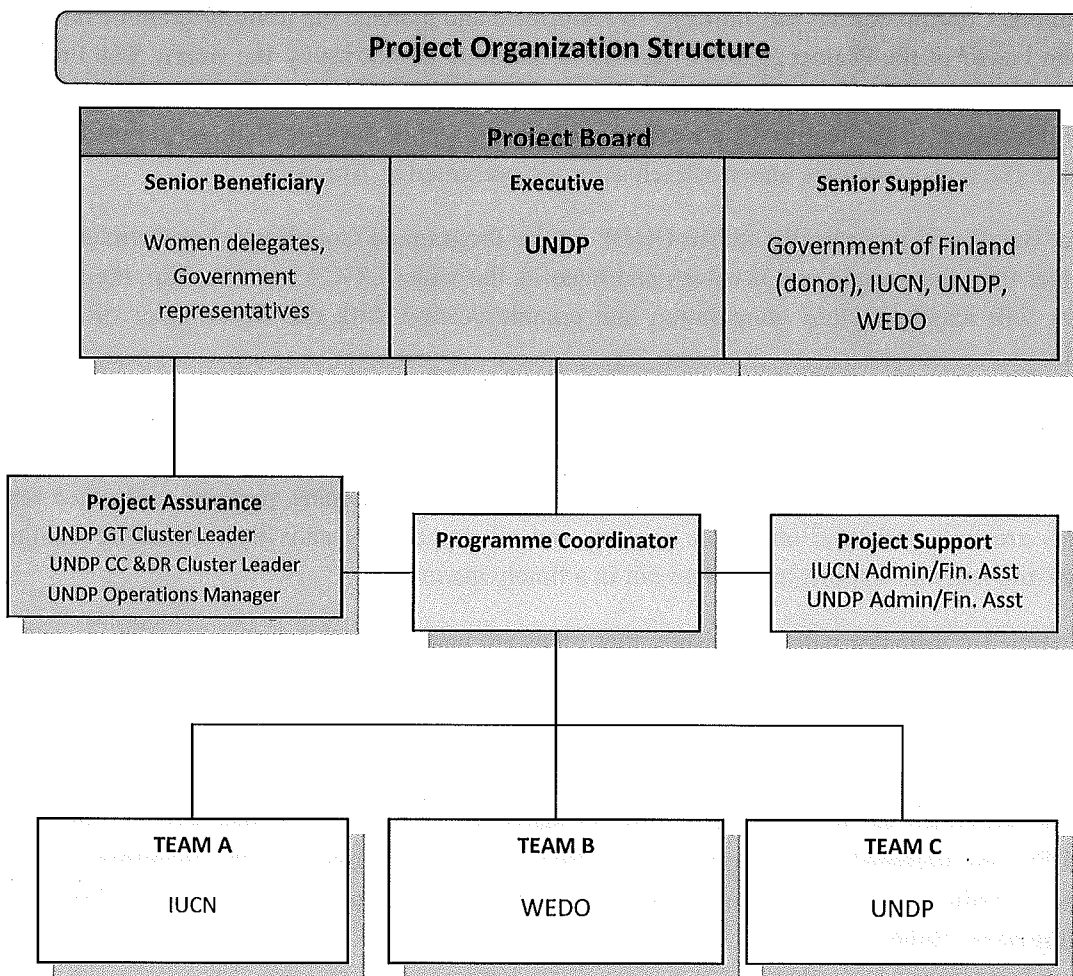 Project Organization Structure
Project Board
Senior Beneficiary
Women delegates,
Government
representatives
Executive
UNDP
Senior Supplier
Government of Finland
(donor), IUCN, UNDP,
WEDO
Project Assurance
UNDP GT Cluster Leader
UNDP CC &DR Cluster Leader
UNDP Operations Manager
Programme Coordinator
Project Support
IUCN Admin/Fin. Asst
UNDP Admin/Fin. Asst
TEAM A
IUCN
TEAM B
WEDO
TEAM C
UNDP